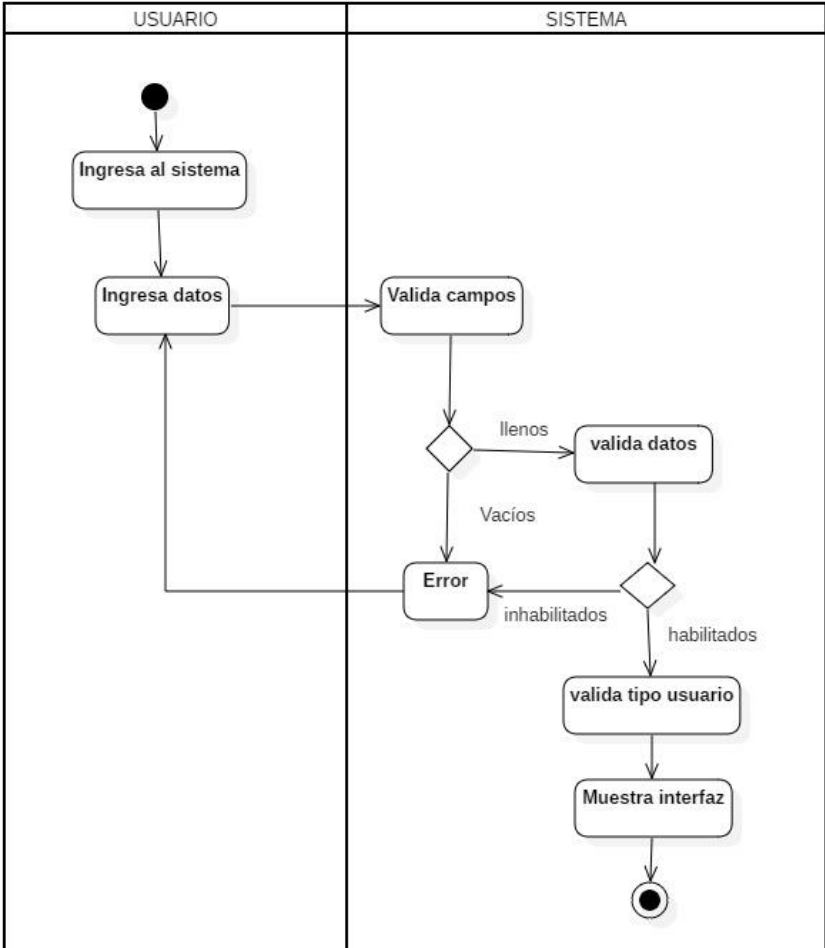 USUARIO
SISTEMA
Ingresa al sistema
Ingresa datos
Valida campos
llenos
valida datos
Vacíos
Error
inhabilitados
habilitados
valida tipo usuario
Muestra interfaz